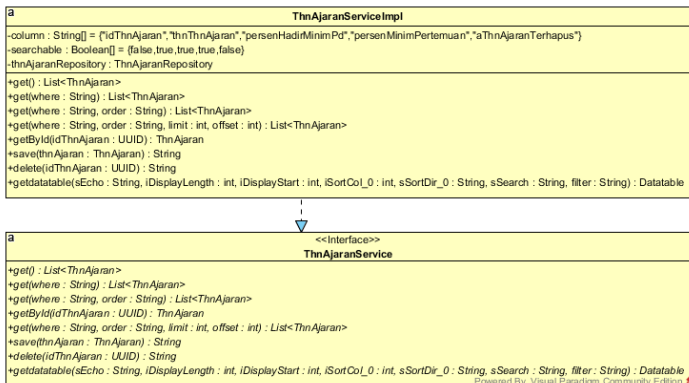 a
ThnAjaranServiceImpl
-column : String[] = {"idThnAjaran","thnThnAjaran","persenHadirMinimPd","persenMinimPertemuan","aThnAjaranTerhapus"}
-searchable : Boolean[] = {false,true,true,true,false}
-thnAjaranRepository : ThnAjaranRepository
+get() : List<ThnAjaran>
+get(where : String) : List<ThnAjaran>
+get(where : String, order : String) : List<ThnAjaran>
+get(where : String, order : String, limit : int, offset : int) : List<ThnAjaran>
+getById(idThnAjaran : UUID) : ThnAjaran
+save(thnAjaran : ThnAjaran) : String
+delete(idThnAjaran : UUID) : String
+getdatatable(sEcho : String, iDisplayLength : int, iDisplayStart : int, iSortCol_0 : int, sSortDir_0 : String, sSearch : String, filter : String) : Datatable
a
<<Interface>>
ThnAjaranService
+get() : List<ThnAjaran>
+get(where : String) : List<ThnAjaran>
+get(where : String, order : String) : List<ThnAjaran>
+getById(idThnAjaran : UUID) : ThnAjaran
+get(where : String, order : String, limit : int, offset : int) : List<ThnAjaran>
+save(thnAjaran : ThnAjaran) : String
+delete(idThnAjaran : UUID) : String
+getdatatable(sEcho : String, iDisplayLength : int, iDisplayStart : int, iSortCol_0 : int, sSortDir_0 : String, sSearch : String, filter : String) : Datatable
Powered By Visual Paradigm Community Edition